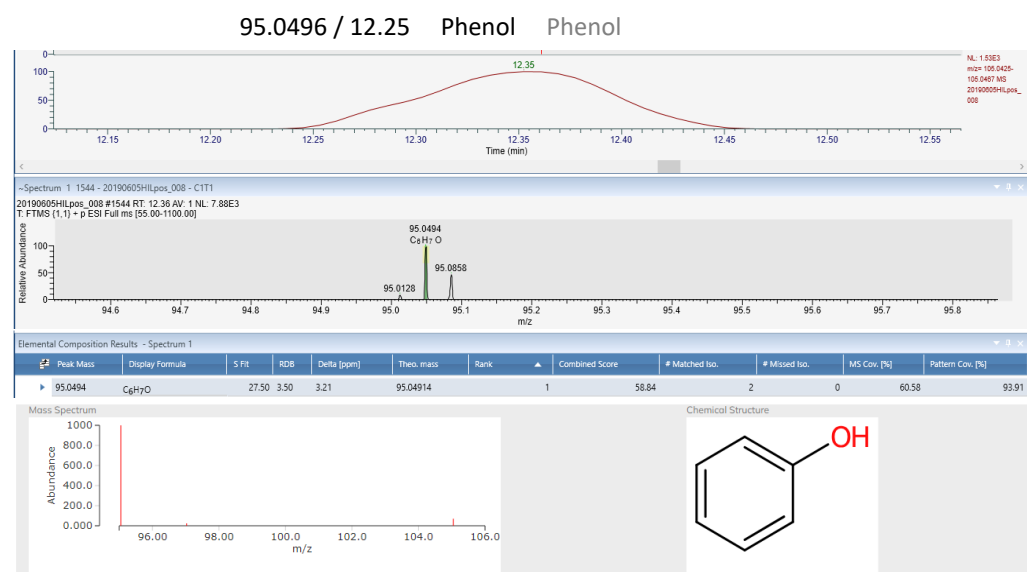 95.0496 / 12.25 Phenol Phenol
0
12.35
100
50
0
12.15 12.20 12.25 12.30 12.35 12.40 12.45 12.50 12.55
Time (min)
NL: 1.53E3
m/z= 105.0425-
105.0467 MS
20190605HILpos_
008
~Spectrum 1 1544 - 20190605HILpos_008 - C1T1
20190605HILpos_008 #1544 RT: 12.36 AV: 1 NL: 7.88E3
T: FTMS {1,1} + p ESI Full ms [55.00-1100.00]
95.0494
C6H7O
95.0858
95.0128
Relative Abundance
100
50
0
94.6 94.7 94.8 94.9 95.0 95.1 95.2 95.3 95.4 95.5 95.6 95.7 95.8
m/z
Elemental Composition Results - Spectrum 1
Peak Mass Display Formula S Fit RDB Delta [ppm] Theo. mass Rank Combined Score # Matched Iso. # Missed Iso. MS Cov. [%] Pattern Cov. [%]
95.0494 C6H7O 27.50 3.50 3.21 95.04914 1 58.84 2 0 60.58 93.91
Mass Spectrum
Abundance
1000
800.0
600.0
400.0
200.0
0.000
96.00 98.00 100.0 102.0 104.0 106.0
m/z
Chemical Structure
OH